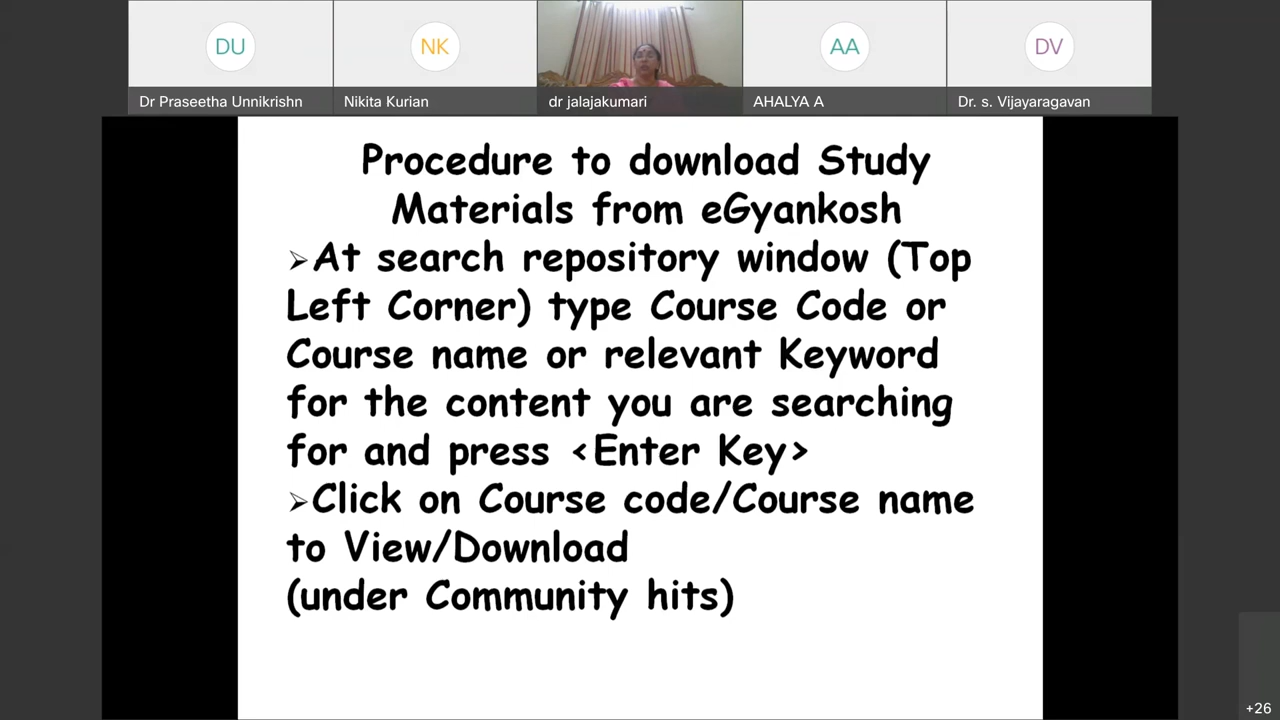 DU
NK
AA
DV
Dr Praseetha Unnikrishn
Nikita Kurian
dr jalajakumari
AHALYA A
Dr. s. Vijayaragavan
Procedure to download Study
Materials from eGyankosh
➢At search repository window (Top
Left Corner) type Course Code or
Course name or relevant Keyword
for the content you are searching
for and press <Enter Key>
➢Click on Course code/Course name
to View/Download
(under Community hits)
+26